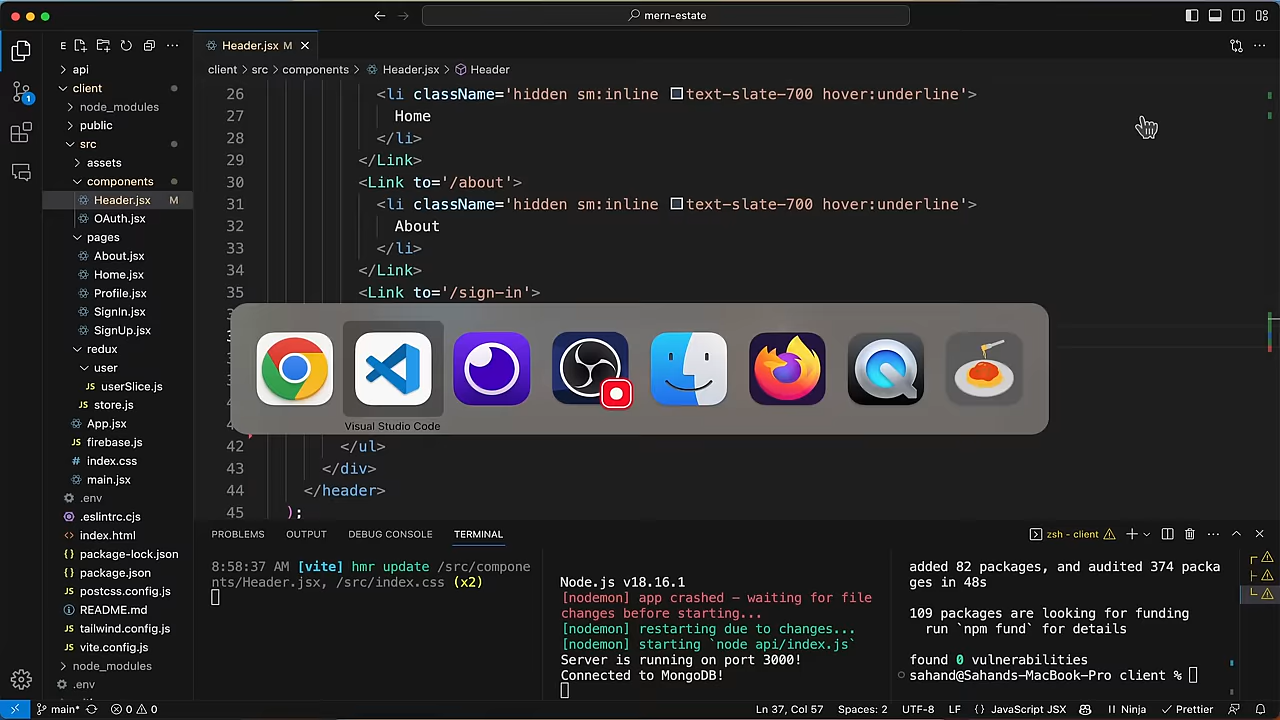 mern-estate
E
Header.jsx M
client > src > components > Header.jsx > Header
api
client
node_modules
public
src
assets
components
Header.jsx M
OAuth.jsx
pages
About.jsx
Home.jsx
Profile.jsx
SignIn.jsx
SignUp.jsx
redux
user
JS userSlice.js
JS store.js
App.jsx
JS firebase.js
# index.css
main.jsx
.env
.eslintrc.cjs
<> index.html
{} package-lock.json
{} package.json
JS postcss.config.js
README.md
JS tailwind.config.js
JS vite.config.js
node_modules
.env
26 <li className='hidden sm:inline text-slate-700 hover:underline'>
27 Home
28 </li>
29 </Link>
30 <Link to='/about'>
31 <li className='hidden sm:inline text-slate-700 hover:underline'>
32 About
33 </li>
34 </Link>
35 <Link to='/sign-in'>
Visual Studio Code
42 </ul>
43 </div>
44 </header>
45 );
PROBLEMS OUTPUT DEBUG CONSOLE TERMINAL
zsh - client
8:58:37 AM [vite] hmr update /src/compone
nts/Header.jsx, /src/index.css (x2)
Node.js v18.16.1
[nodemon] app crashed - waiting for file
changes before starting...
[nodemon] restarting due to changes...
[nodemon] starting `node api/index.js`
Server is running on port 3000!
Connected to MongoDB!
added 82 packages, and audited 374 packa
ges in 48s
109 packages are looking for funding
run `npm fund` for details
found 0 vulnerabilities
sahand@Sahands-MacBook-Pro client %
main* 0 0
Ln 37, Col 57 Spaces: 2 UTF-8 LF {} JavaScript JSX Ninja Prettier
1